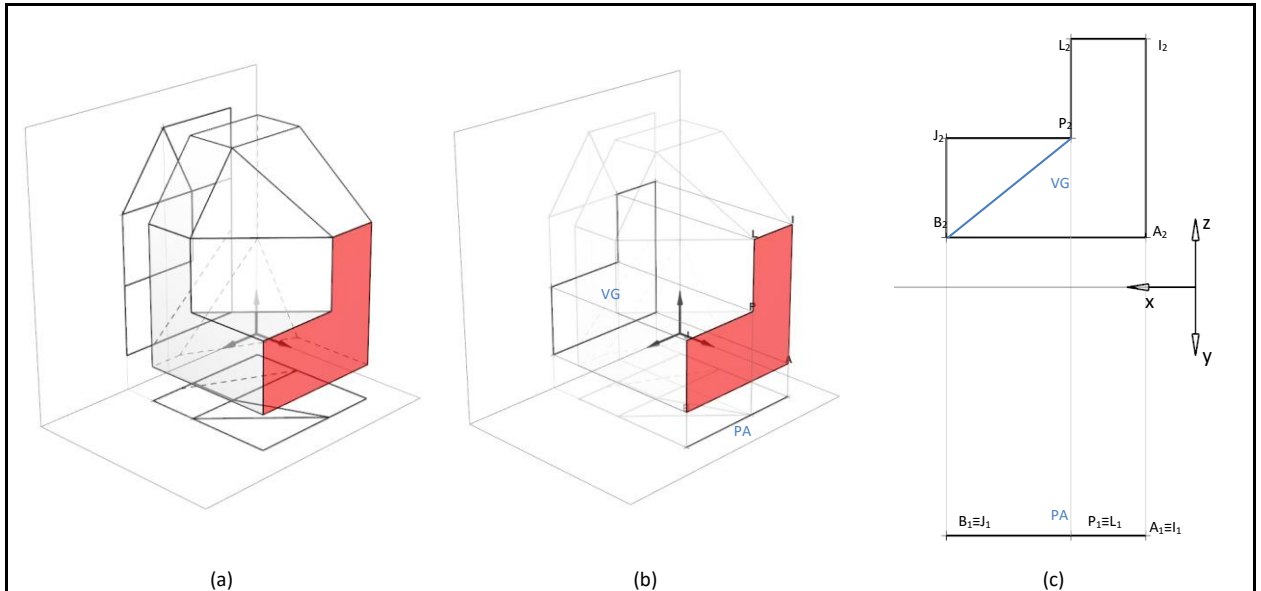 VG
I
L
P
A
PA
L₂
I₂
P₂
J₂
VG
B₂
A₂
z
x
y
B₁≡J₁
PA
P₁≡L₁
A₁≡I₁
(a)
(b)
(c)